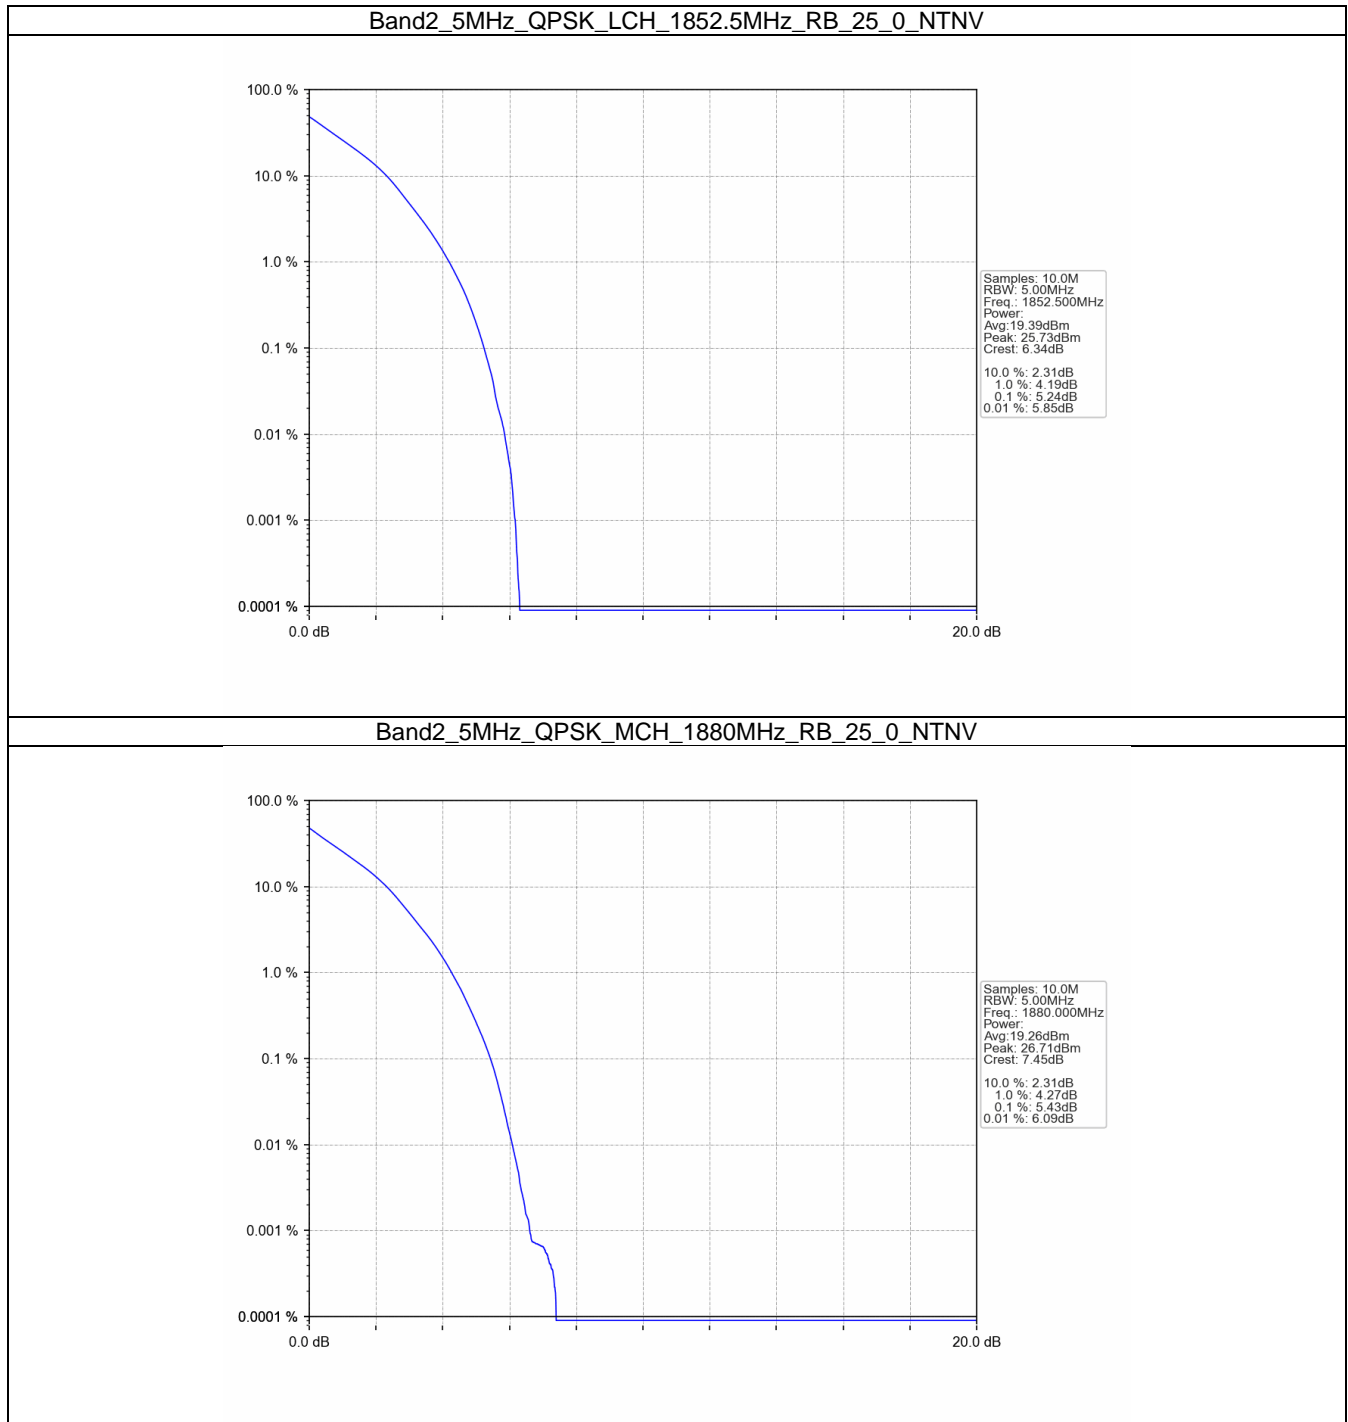 Band2_5MHz_QPSK_LCH_1852.5MHz_RB_25_0_NTNV
100.0 %
10.0 %
1.0 %
0.1 %
0.01 %
0.001 %
0.0001 %
0.0 dB
20.0 dB
Samples: 10.0M
RBW: 5.00MHz
Freq.: 1852.500MHz
Power:
Avg:19.39dBm
Peak: 25.73dBm
Crest: 6.34dB
10.0 %: 2.31dB
1.0 %: 4.19dB
0.1 %: 5.24dB
0.01 %: 5.85dB
Band2_5MHz_QPSK_MCH_1880MHz_RB_25_0_NTNV
100.0 %
10.0 %
1.0 %
0.1 %
0.01 %
0.001 %
0.0001 %
0.0 dB
20.0 dB
Samples: 10.0M
RBW: 5.00MHz
Freq.: 1880.000MHz
Power:
Avg:19.26dBm
Peak: 26.71dBm
Crest: 7.45dB
10.0 %: 2.31dB
1.0 %: 4.27dB
0.1 %: 5.43dB
0.01 %: 6.09dB